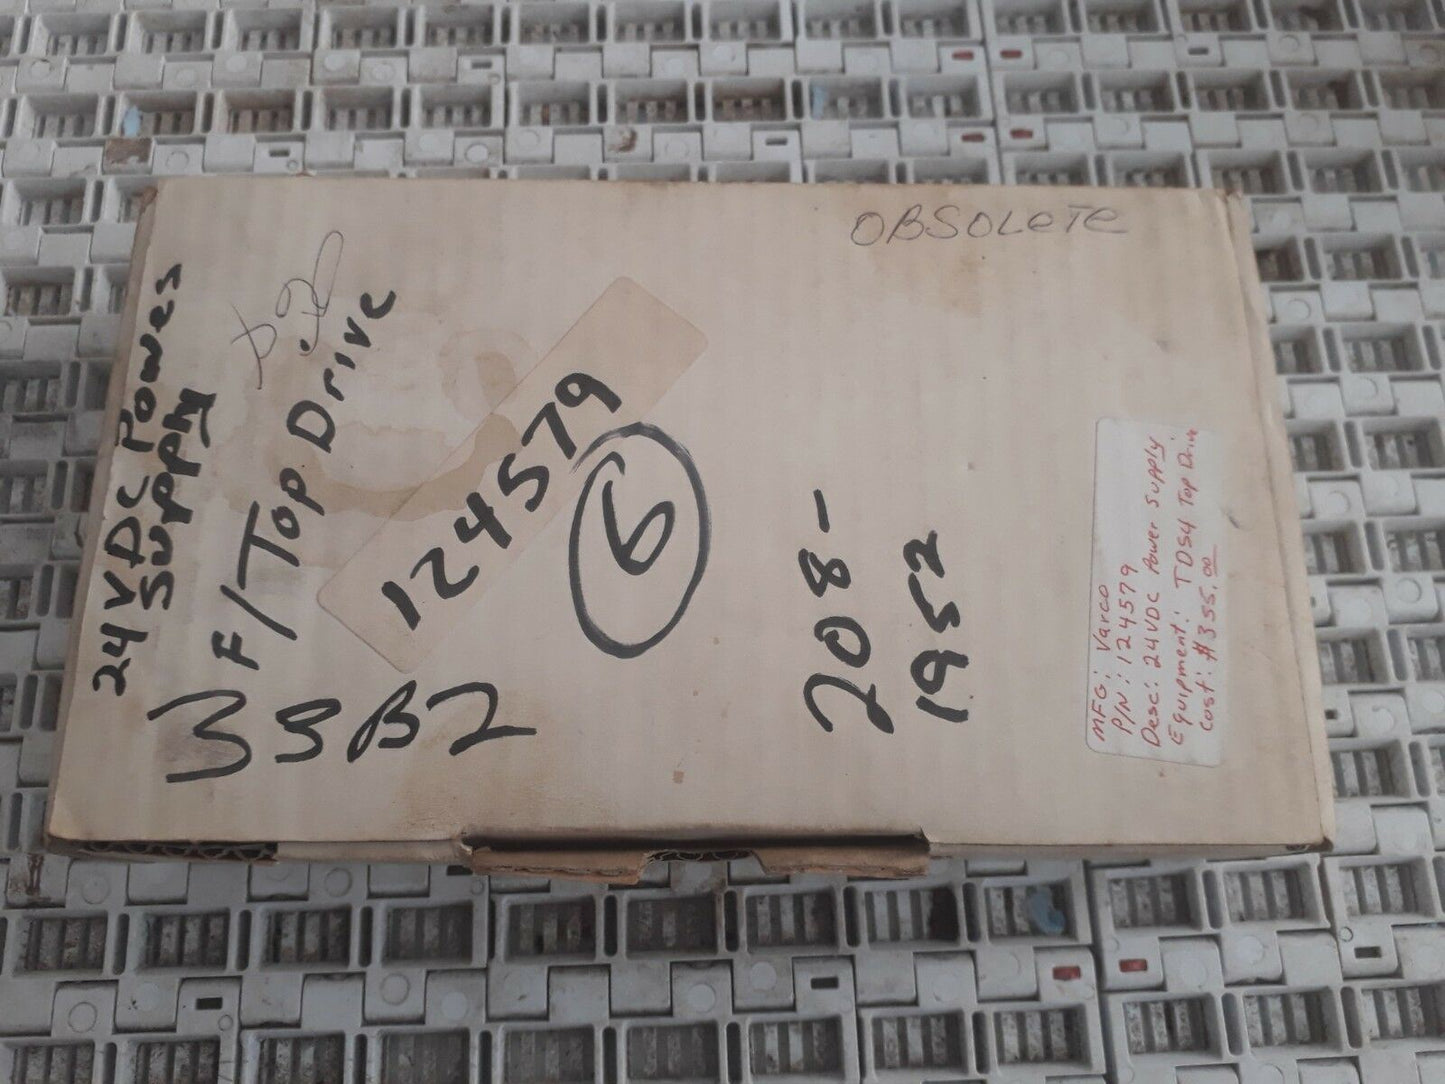 OBSOLETE
24VDC Power
SUPPlY
F/Top Drive
124579
6
B2
208-
1952
MFG: Varco
P/N: 124579
Desc: 24VDC Power Supply
Equipment: TDS4 Top Drive
Cost: $355.00